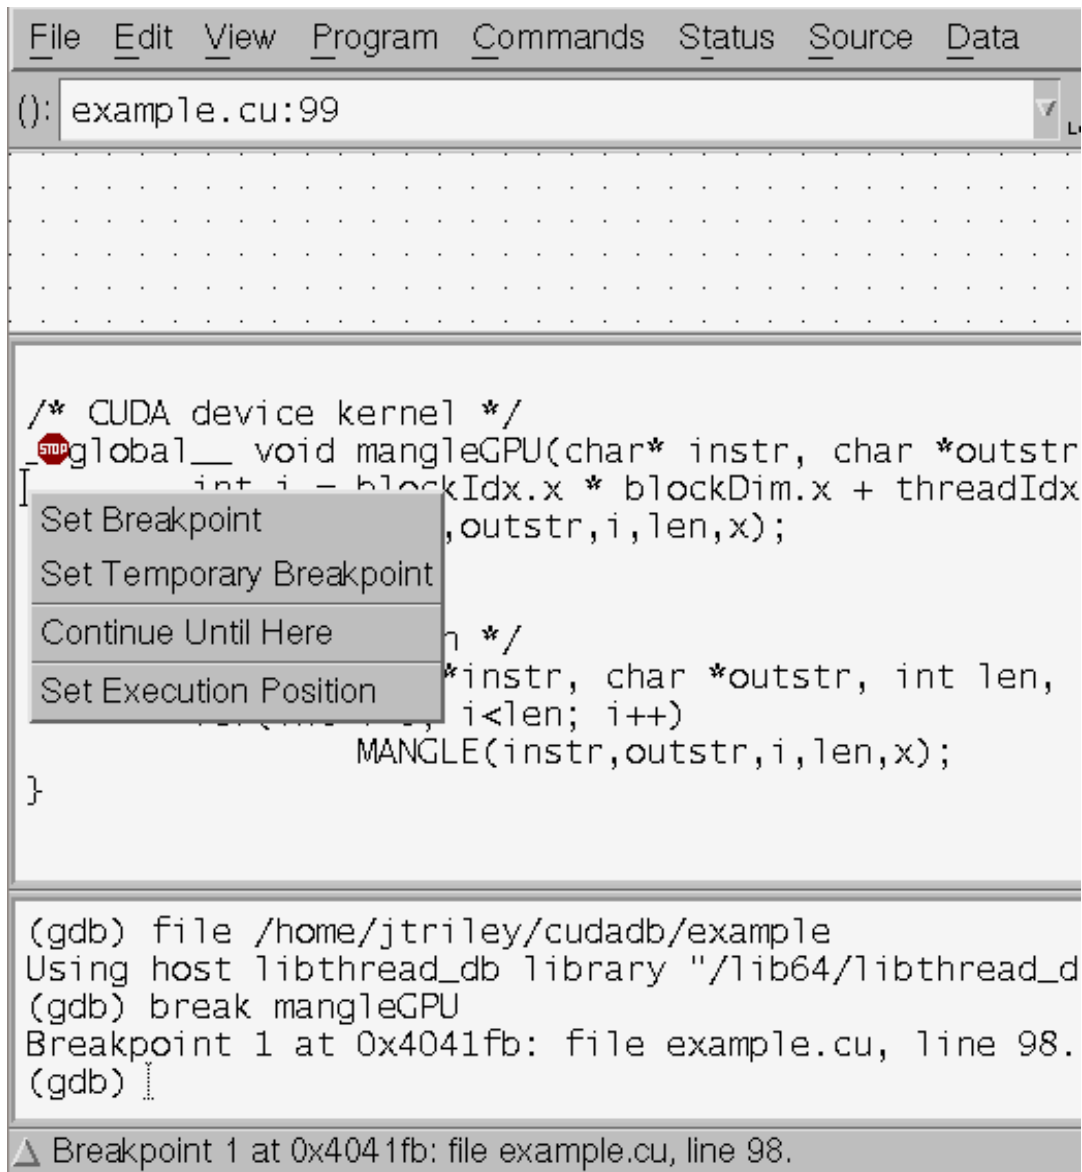 File Edit View Program Commands Status Source Data
(): example.cu:99
/* CUDA device kernel */
_STOPglobal__ void mangleGPU(char* instr, char *outstr
int i = blockIdx.x * blockDim.x + threadIdx
,outstr,i,len,x);
Set Breakpoint
Set Temporary Breakpoint
Continue Until Here
Set Execution Position
*/
*instr, char *outstr, int len,
i<len; i++)
MANGLE(instr,outstr,i,len,x);
}
(gdb) file /home/jtriley/cudadb/example
Using host libthread_db library "/lib64/libthread_d
(gdb) break mangleGPU
Breakpoint 1 at 0x4041fb: file example.cu, line 98.
(gdb)
Breakpoint 1 at 0x4041fb: file example.cu, line 98.